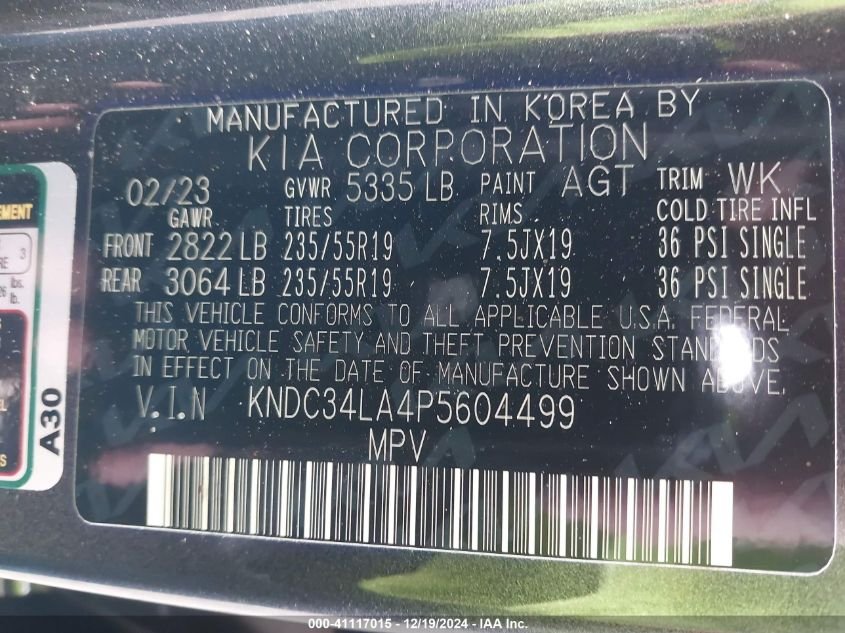 MANUFACTURED IN KOREA BY
KIA CORPORATION
02/23 GVWR 5335 LB PAINT AGT TRIM WK
GAWR TIRES RIMS COLD TIRE INFL
FRONT 2822 LB 235/55R19 7.5JX19 36 PSI SINGLE
REAR 3064 LB 235/55R19 7.5JX19 36 PSI SINGLE
THIS VEHICLE CONFORMS TO ALL APPLICABLE U.S.A. FEDERAL
MOTOR VEHICLE SAFETY AND THEFT PREVENTION STANDARDS
IN EFFECT ON THE DATE OF MANUFACTURE SHOWN ABOVE.
V.I.N KNDC34LA4P5604499
MPV
A30
3
lbs.
lb.
000-41117015 - 12/19/2024 - IAA Inc.